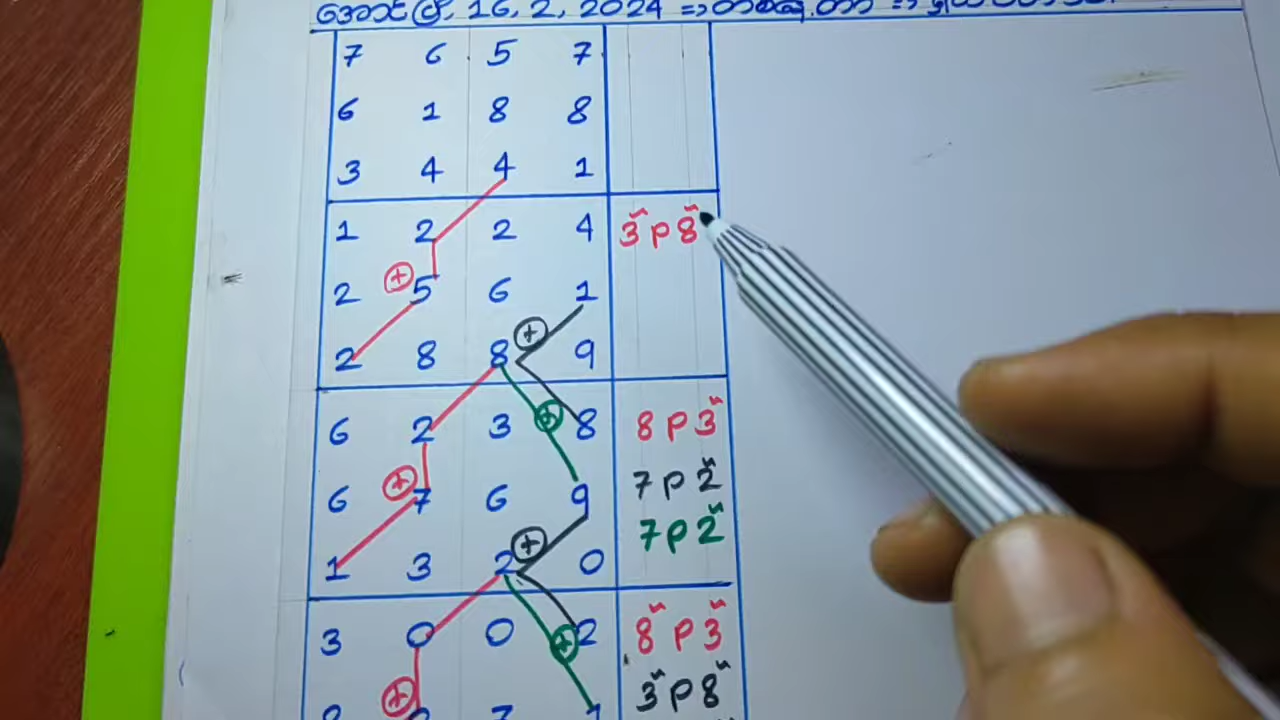 16, 2, 2024 =>
7 6 5 7
6 1 8 8
3 4 4 1
1 2 2 4 3̃ p 8̃
2 ⊕ 5 6 1
2 8 8 ⊕ 9
6 2 3 ⊕ 8 8 p 3̃
6 ⊕ 7 6 9 7 p 2̃
7 p 2̃
1 3 2 ⊕ 0
3 0 0 ⊕ 2 8̃ p 3̃
⊕ 3̃ p 8̃